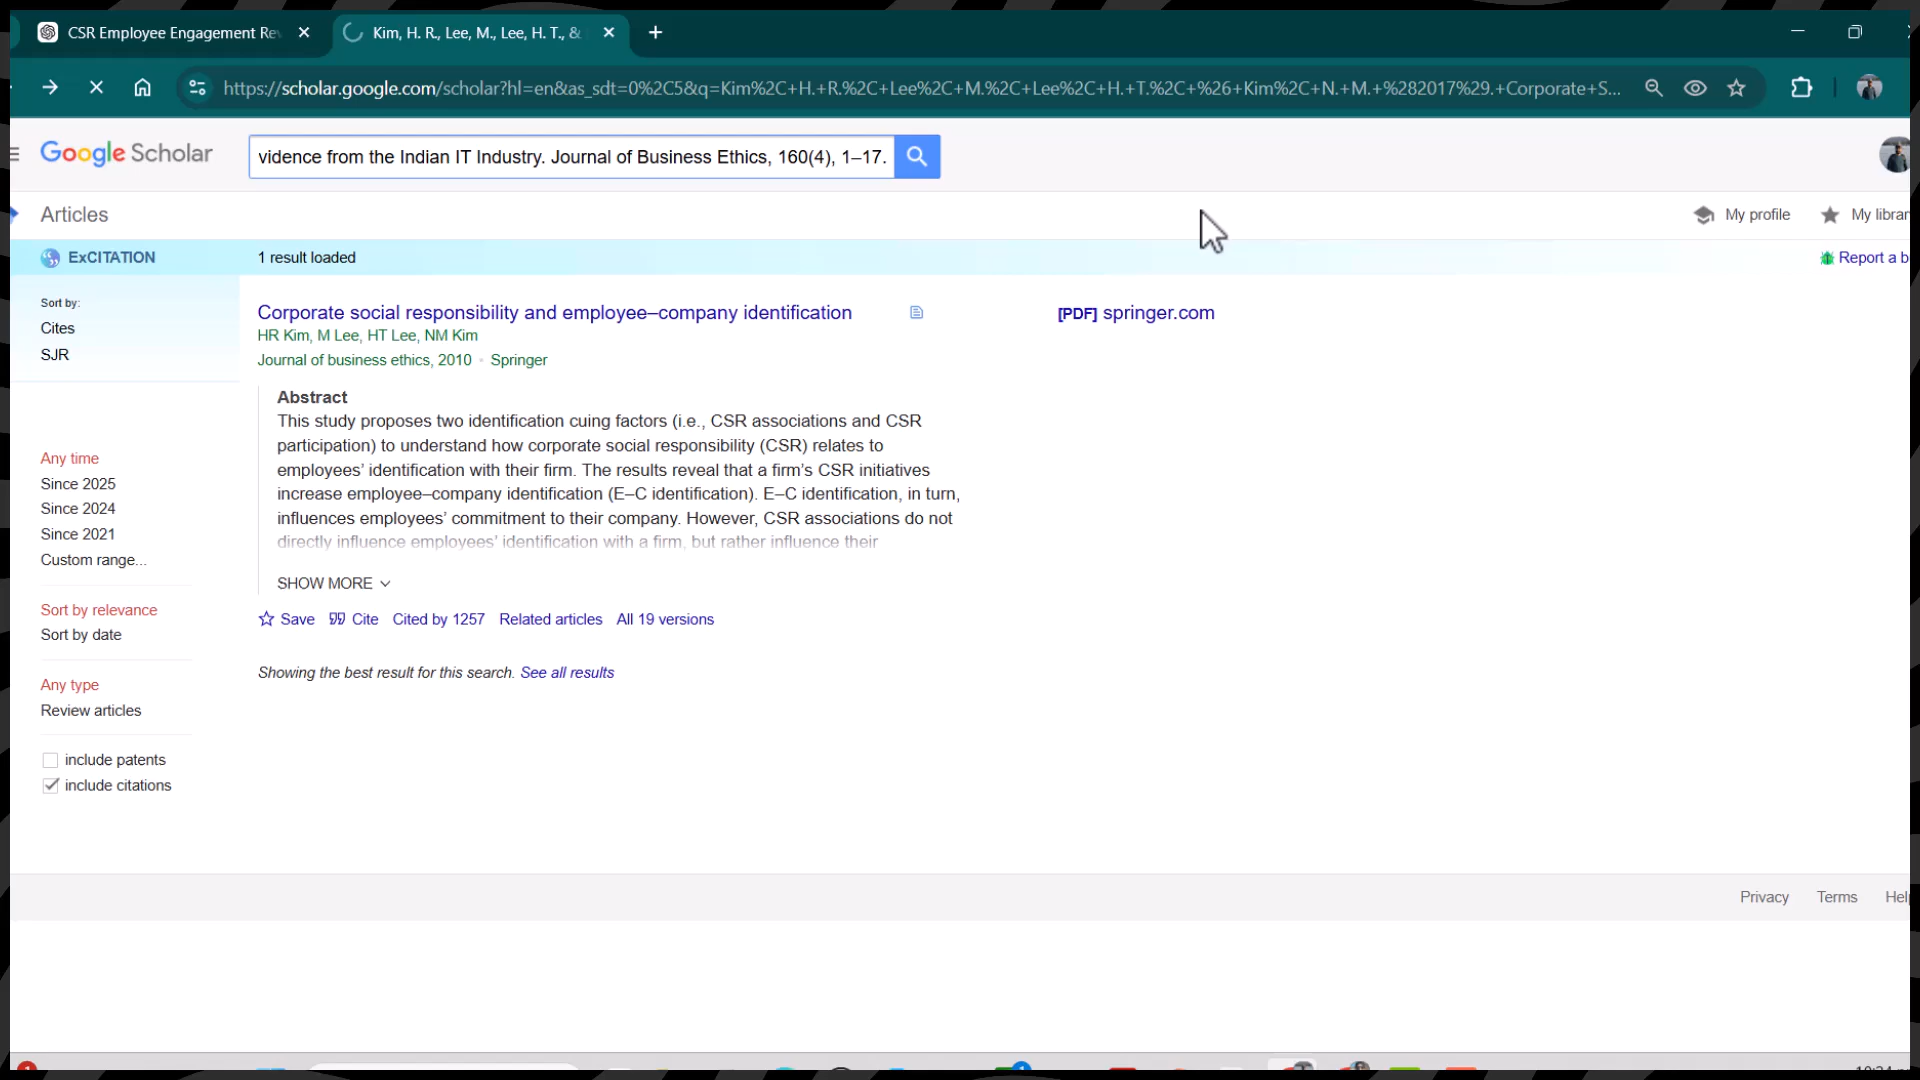 CSR Employee Engagement Re
Kim, H. R., Lee, M., Lee, H. T., &
https://scholar.google.com/scholar?hl=en&as_sdt=0%2C5&q=Kim%2C+H.+R.%2C+Lee%2C+M.%2C+Lee%2C+H.+T.%2C+%26+Kim%2C+N.+M.+%282017%29.+Corporate+S...
Google Scholar
vidence from the Indian IT Industry. Journal of Business Ethics, 160(4), 1–17.
Articles
My profile
My librar
ExCITATION
1 result loaded
Report a b
Sort by:
Cites
SJR
Corporate social responsibility and employee–company identification
[PDF] springer.com
HR Kim, M Lee, HT Lee, NM Kim
Journal of business ethics, 2010 · Springer
Abstract
This study proposes two identification cuing factors (i.e., CSR associations and CSR
participation) to understand how corporate social responsibility (CSR) relates to
employees’ identification with their firm. The results reveal that a firm’s CSR initiatives
increase employee–company identification (E–C identification). E–C identification, in turn,
influences employees’ commitment to their company. However, CSR associations do not
directly influence employees’ identification with a firm, but rather influence their
SHOW MORE
Save Cite Cited by 1257 Related articles All 19 versions
Showing the best result for this search. See all results
Any time
Since 2025
Since 2024
Since 2021
Custom range...
Sort by relevance
Sort by date
Any type
Review articles
include patents
include citations
Privacy
Terms
Help